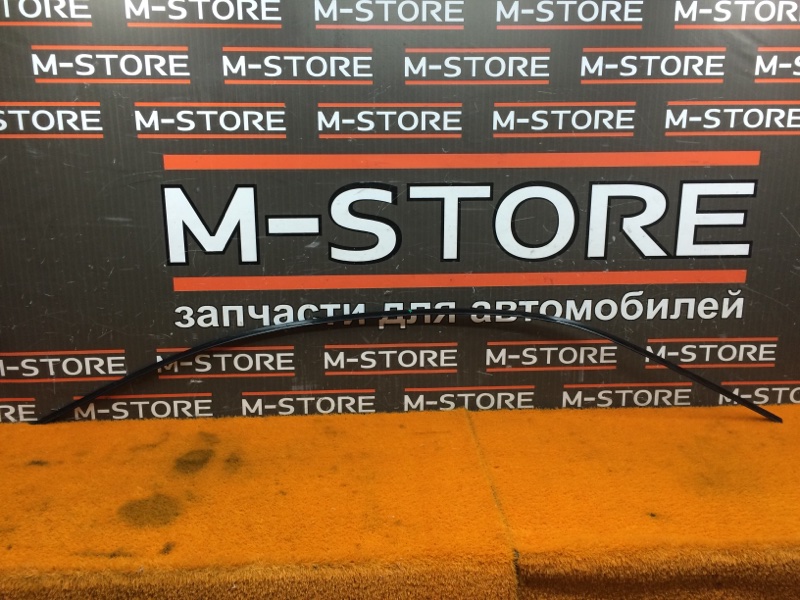 STORE M-STORE M-STORE M-STORE M-STOR
M-STORE M-STORE M-STORE M-STORE M-S
-STORE M-STORE M-STORE M-STORE M-STORE
M-STORE
запчасти для автомобилей
M-STORE M-STORE M-STORE M-STORE M-STORE
STORE M-STORE M-STORE M-STORE M-STORE M-STORE